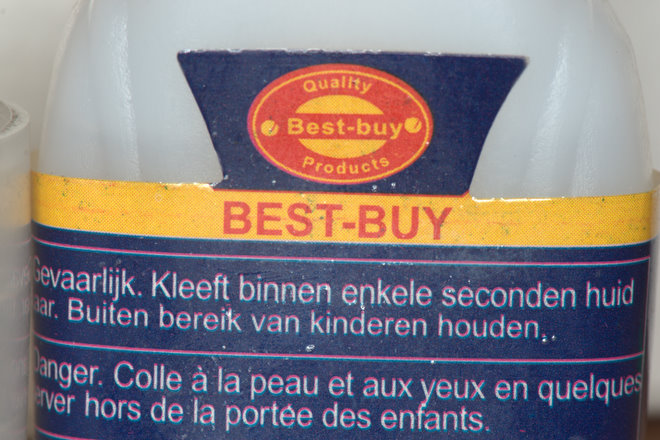 Quality
Best-buy
Products
BEST-BUY
Gevaarlijk. Kleeft binnen enkele seconden huid
aar. Buiten bereik van kinderen houden.
Danger. Colle à la peau et aux yeux en quelques
erver hors de la portée des enfants.